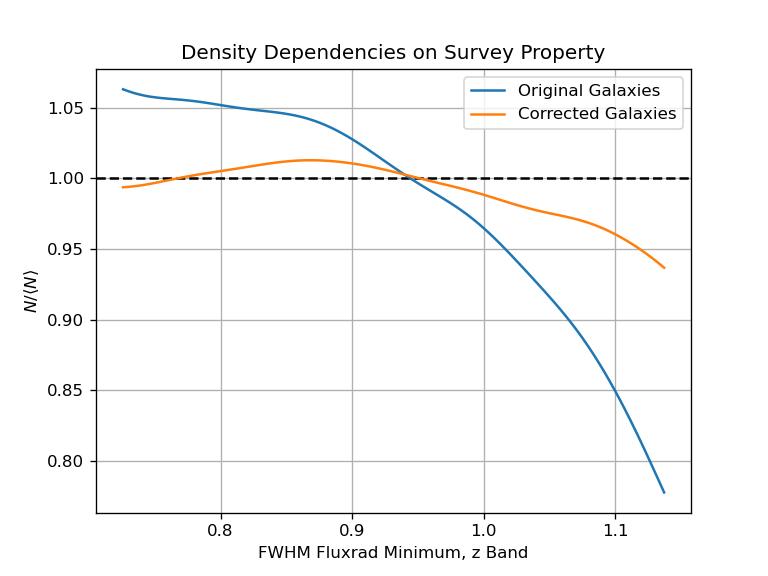 Density Dependencies on Survey Property
Original Galaxies
Corrected Galaxies
1.05
1.00
0.95
0.90
0.85
0.80
N/⟨N⟩
0.8 0.9 1.0 1.1
FWHM Fluxrad Minimum, z Band